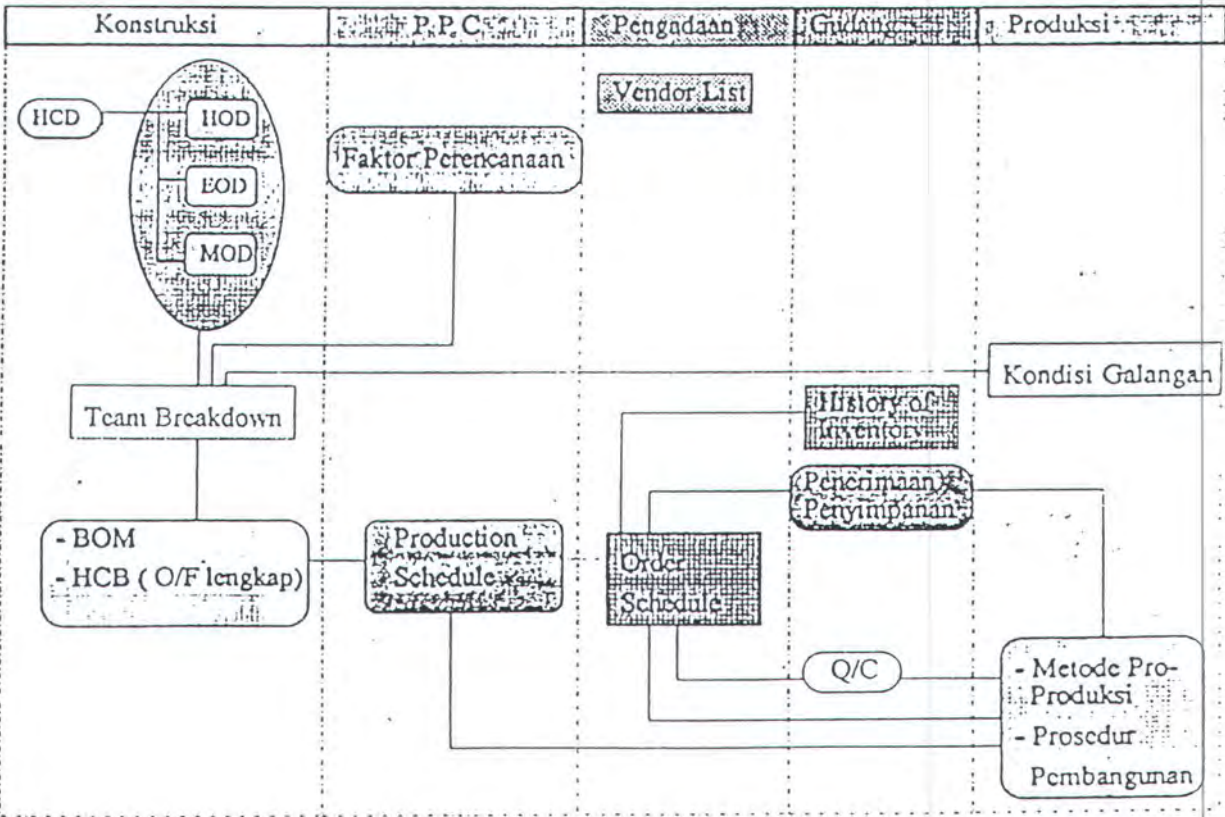 Konstruksi
P.P.C
Pengadaan
Gudang
Produksi
Vendor List
HCD
HOD
EOD
MOD
Faktor Perencanaan
Kondisi Galangan
Team Breakdown
History of
Inventory
Penerimaan
Penyimpanan
- BOM
- HCB ( O/F lengkap)
Production
Schedule
Order
Schedule
Q/C
- Metode Pro-
Produksi
- Prosedur
Pembangunan